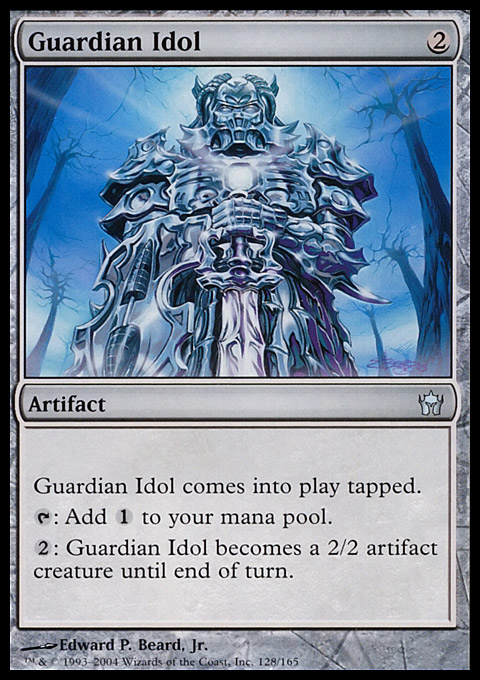 Guardian Idol 2
Artifact
Guardian Idol comes into play tapped.
: Add 1 to your mana pool.
2: Guardian Idol becomes a 2/2 artifact
creature until end of turn.
Edward P. Beard, Jr.
™ & © 1993–2004 Wizards of the Coast, Inc. 128/165